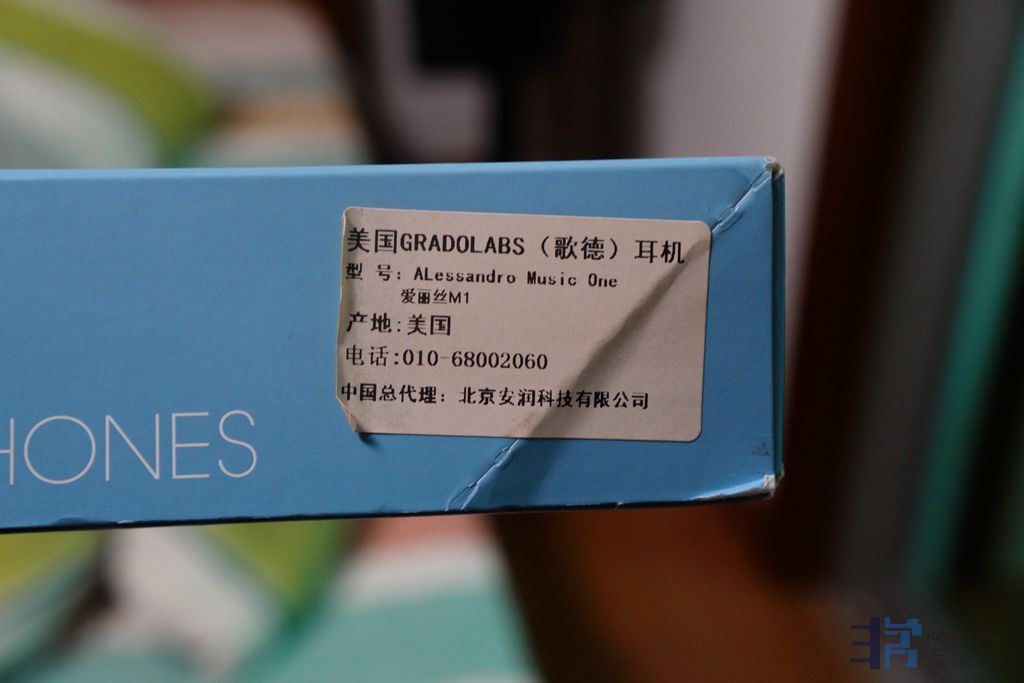 美国GRADOLABS（歌德）耳机
型 号: ALessandro Music One
爱丽丝M1
产地:美国
电话:010-68002060
中国总代理: 北京安润科技有限公司
HONES